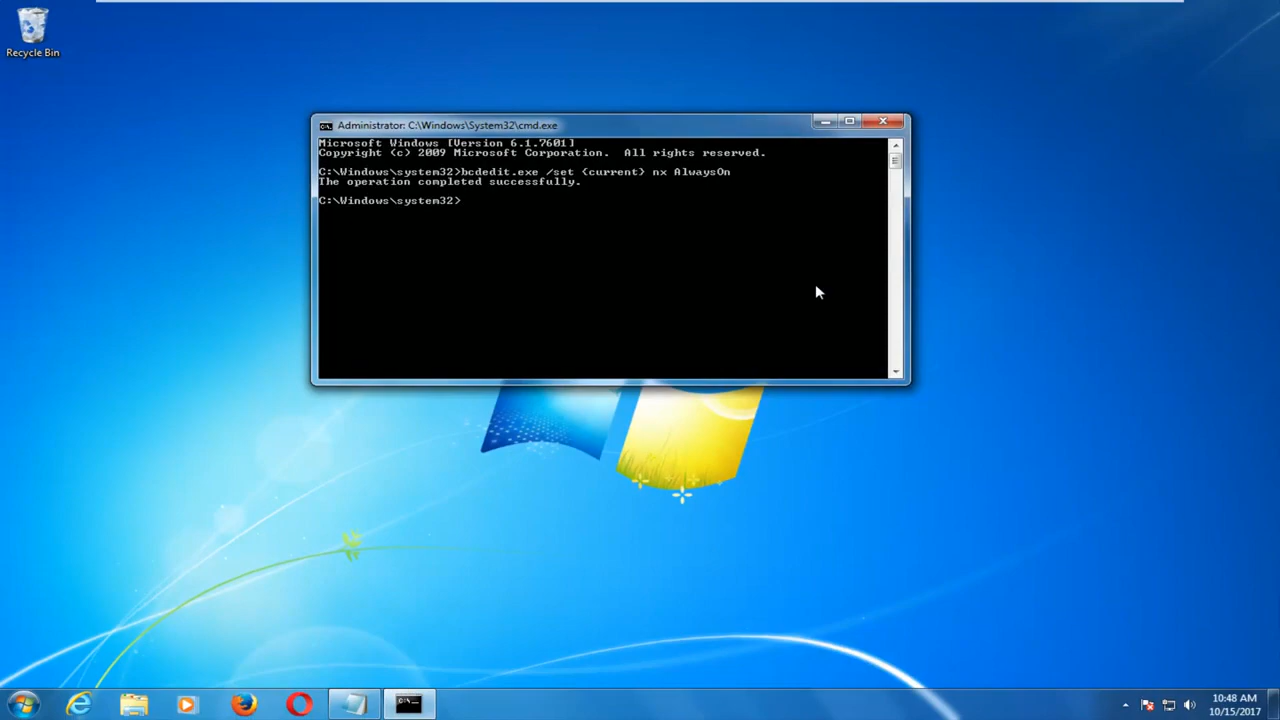 Recycle Bin
Administrator: C:\Windows\System32\cmd.exe
Microsoft Windows [Version 6.1.7601]
Copyright (c) 2009 Microsoft Corporation.  All rights reserved.
C:\Windows\system32>bcdedit.exe /set {current} nx AlwaysOn
The operation completed successfully.
C:\Windows\system32>
10:48 AM
10/15/2017